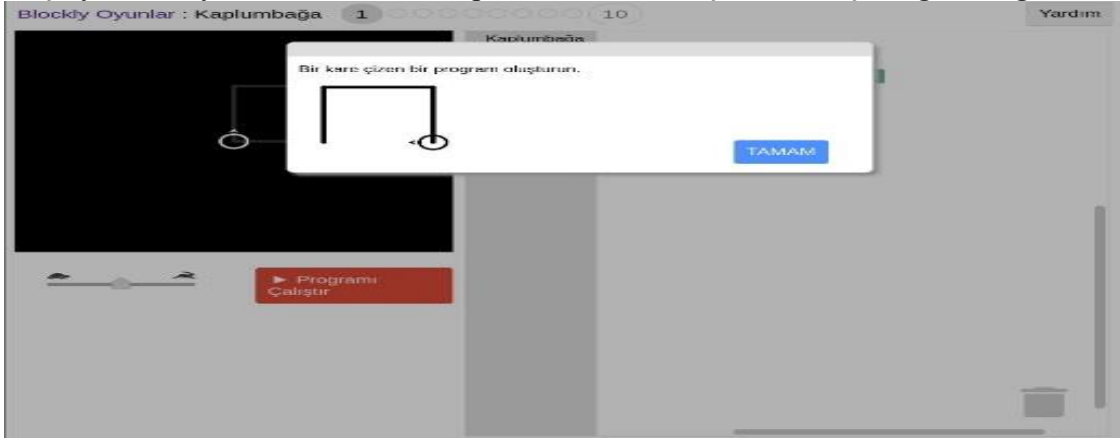 Blockly Oyunlar : Kaplumbağa 1 10 Yardım
Kaplumbağa
Bir kare çizen bir program oluşturun.
TAMAM
► Programı
Çalıştır